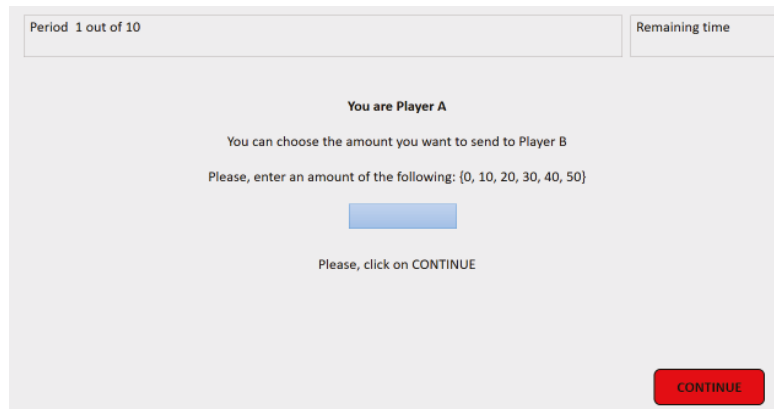 Period 1 out of 10
Remaining time
You are Player A
You can choose the amount you want to send to Player B
Please, enter an amount of the following: {0, 10, 20, 30, 40, 50}
Please, click on CONTINUE
CONTINUE